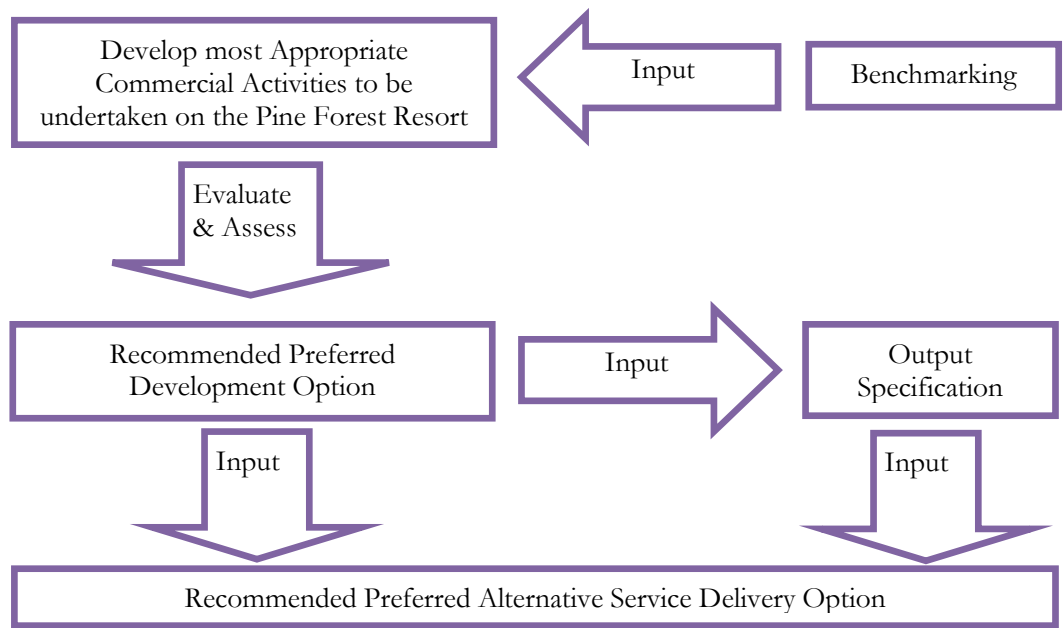 Develop most Appropriate
Commercial Activities to be
undertaken on the Pine Forest Resort
Input
Benchmarking
Evaluate
& Assess
Recommended Preferred
Development Option
Input
Output
Specification
Input
Input
Recommended Preferred Alternative Service Delivery Option